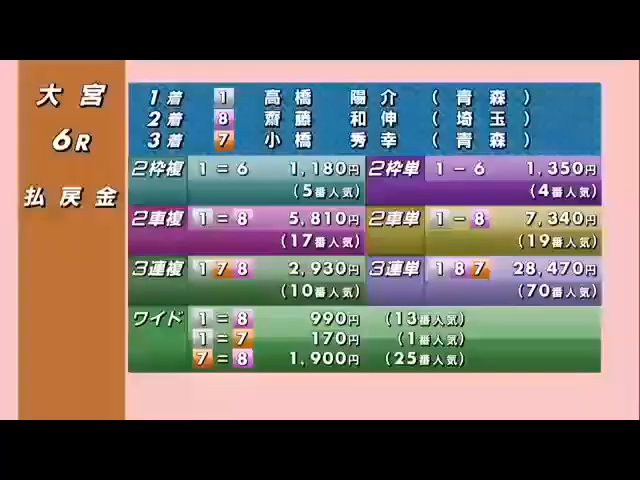 大宮
6R
払戻金
1着 1 高橋 陽介 (青森)
2着 8 齋藤 和伸 (埼玉)
3着 7 小橋 秀幸 (青森)
2枠複 1=6 1,180円 (5番人気)
2枠単 1-6 1,350円 (4番人気)
2車複 1=8 5,810円 (17番人気)
2車単 1-8 7,340円 (19番人気)
3連複 1 7 8 2,930円 (10番人気)
3連単 1 8 7 28,470円 (70番人気)
ワイド 1=8 990円 (13番人気)
1=7 170円 (1番人気)
7=8 1,900円 (25番人気)